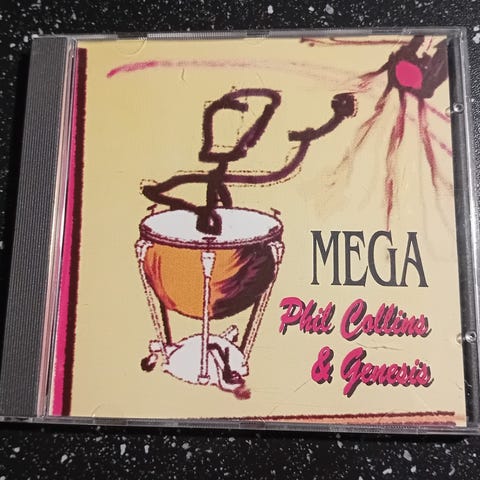 MEGA
Phil Collins
& Genesis